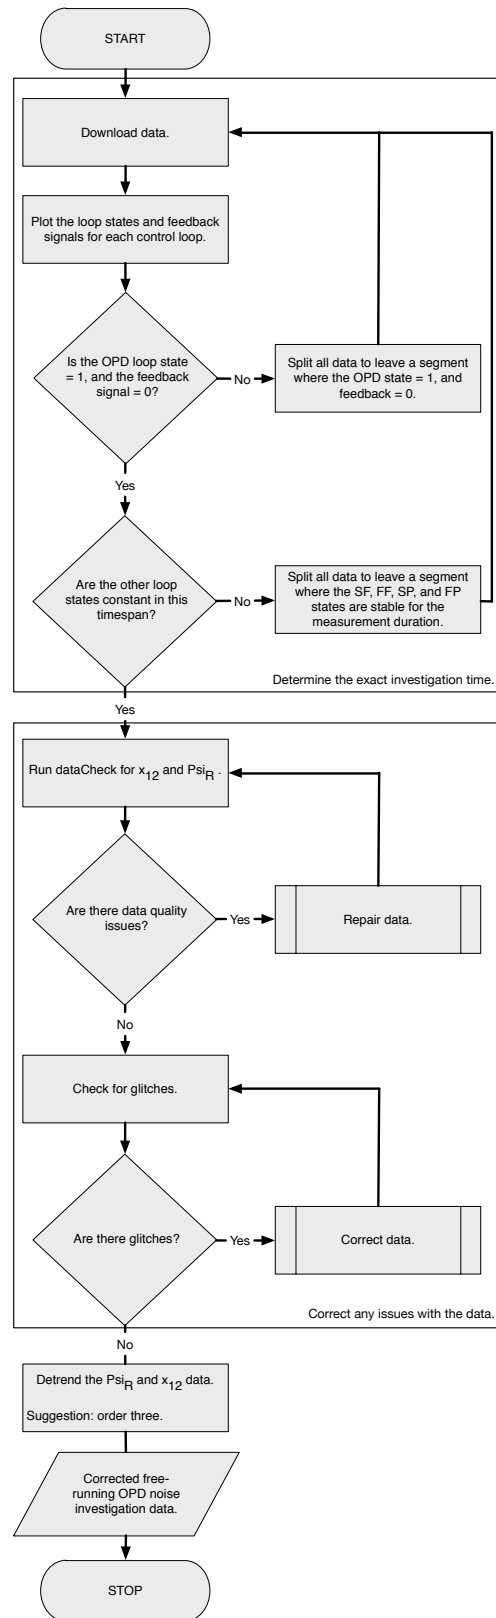 START
Download data.
Plot the loop states and feedback
signals for each control loop.
Is the OPD loop state
= 1, and the feedback
signal = 0?
No
Split all data to leave a segment
where the OPD state = 1, and
feedback = 0.
Yes
Are the other loop
states constant in this
timespan?
No
Split all data to leave a segment
where the SF, FF, SP, and FP
states are stable for the
measurement duration.
Determine the exact investigation time.
Yes
Run dataCheck for x12 and PsiR .
Are there data quality
issues?
Yes
Repair data.
No
Check for glitches.
Are there glitches?
Yes
Correct data.
Correct any issues with the data.
No
Detrend the PsiR and x12 data.
Suggestion: order three.
Corrected free-
running OPD noise
investigation data.
STOP